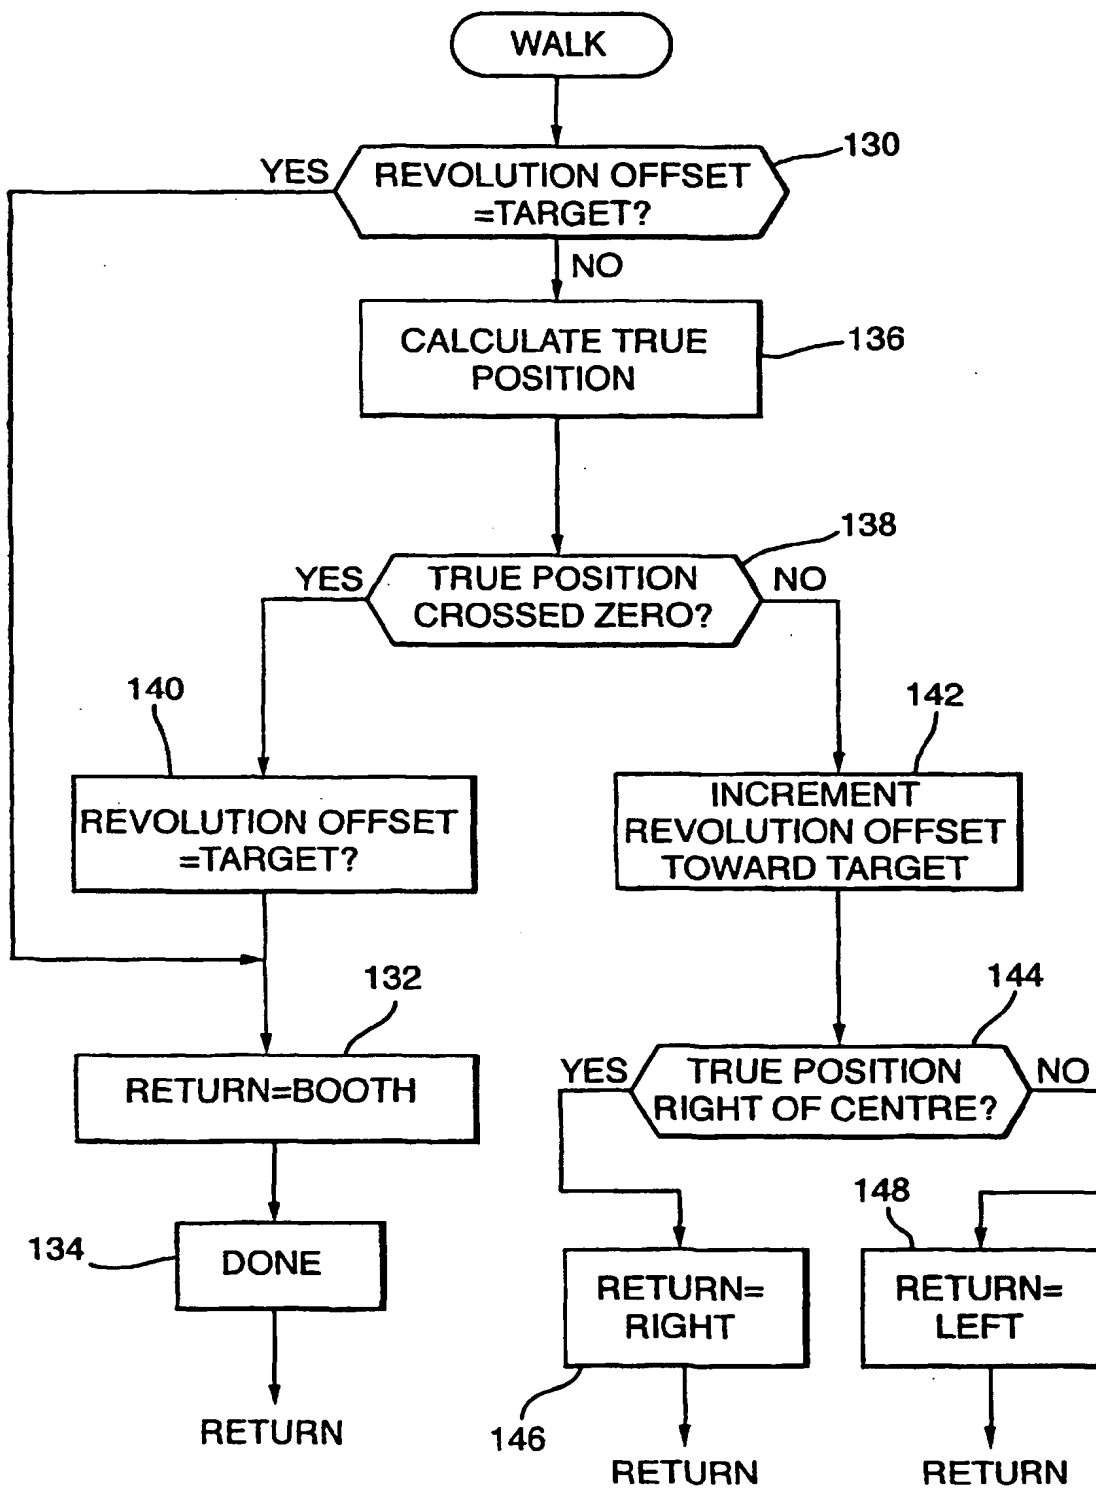 WALK
130
YES
REVOLUTION OFFSET
=TARGET?
NO
CALCULATE TRUE
POSITION
136
138
YES
TRUE POSITION
CROSSED ZERO?
NO
140
REVOLUTION OFFSET
=TARGET?
142
INCREMENT
REVOLUTION OFFSET
TOWARD TARGET
132
RETURN=BOOTH
144
YES
TRUE POSITION
RIGHT OF CENTRE?
NO
134
DONE
RETURN
148
RETURN=
RIGHT
146
RETURN
RETURN=
LEFT
RETURN